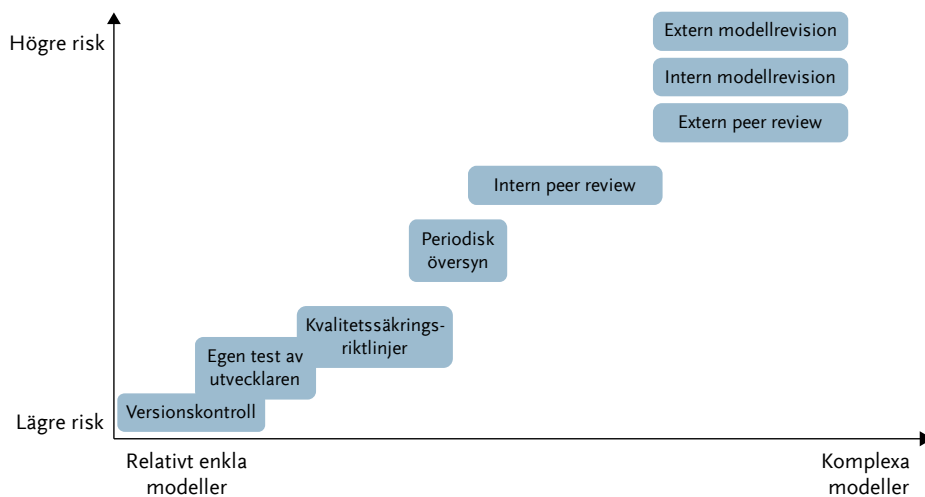 Högre risk
Extern modellrevision
Intern modellrevision
Extern peer review
Intern peer review
Periodisk
översyn
Kvalitetssäkrings-
riktlinjer
Egen test av
utvecklaren
Versionskontroll
Lägre risk
Relativt enkla
modeller
Komplexa
modeller